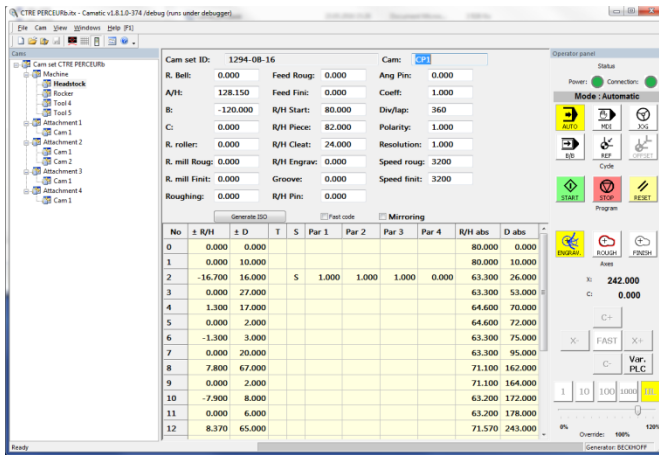 CTRE PERCEURb.itx - Camatic v1.8.1.0-374 /debug (runs under debugger)
File Cam View Windows Help [F1]
Cams
Cam set CTRE PERCEURb
Machine
Headstock
Rocker
Tool 4
Tool 5
Attachment1
Cam 1
Attachment2
Cam 1
Cam 2
Attachment3
Cam 1
Attachment4
Cam 1
Cam set ID: 1294-08-16 Cam: CP1
R. Bell: 0.000 Feed Roug: 0.000 Ang Pin: 0.000
A/H: 128.150 Feed Fini: 0.000 Coeff: 1.000
B: -120.000 R/H Start: 80.000 Div/lap: 360
C: 0.000 R/H Piece: 82.000 Polarity: 1.000
R. roller: 0.000 R/H Cleat: 24.000 Resolution: 1.000
R. mill Roug: 0.000 R/H Engrav: 0.000 Speed roug: 3200
R. mill Finit: 0.000 Groove: 0.000 Speed finit: 3200
Roughing: 0.000 R/H Pin: 0.000
Generate ISO Fast code Mirroring
No ± R/H ± D T S Par 1 Par 2 Par 3 Par 4 R/H abs D abs
0 0.000 0.000 80.000 0.000
1 0.000 10.000 80.000 10.000
2 -16.700 16.000 S 1.000 1.000 1.000 0.000 63.300 26.000
3 0.000 27.000 63.300 53.000
4 1.300 17.000 64.600 70.000
5 0.000 2.000 64.600 72.000
6 -1.300 3.000 63.300 75.000
7 0.000 20.000 63.300 95.000
8 7.800 67.000 71.100 162.000
9 0.000 2.000 71.100 164.000
10 -7.900 8.000 63.200 172.000
11 0.000 6.000 63.200 178.000
12 8.370 65.000 71.570 243.000
Operator panel
Status
Power: Connection:
Mode : Automatic
AUTO MDI JOG
B/B REF OFFSET
Cycle
START STOP RESET
Program
ENGRAV. ROUGH FINISH
Axes
X: 242.000
C: 0.000
C+
X- FAST X+
C- Var. PLC
1 10 100 1000
0% 120%
Override: 100%
Ready
Generator: BECKHOFF